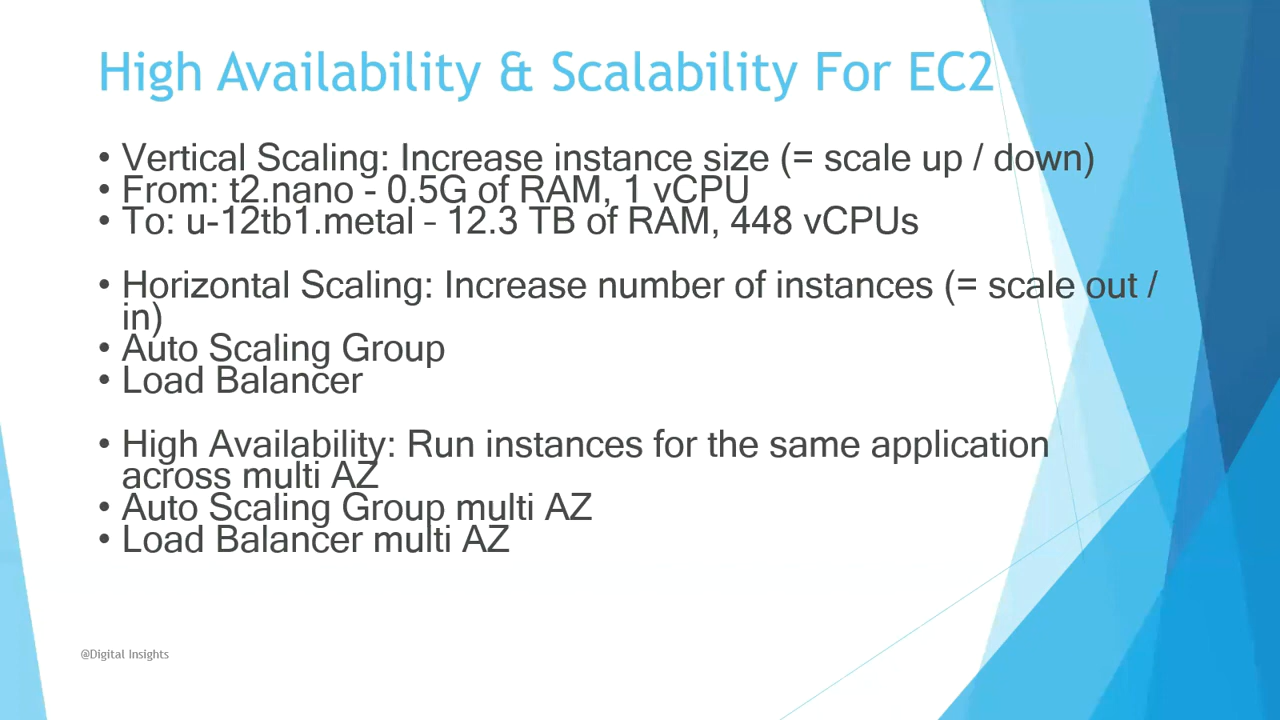 High Availability & Scalability For EC2
• Vertical Scaling: Increase instance size (= scale up / down)
• From: t2.nano - 0.5G of RAM, 1 vCPU
• To: u-12tb1.metal – 12.3 TB of RAM, 448 vCPUs
• Horizontal Scaling: Increase number of instances (= scale out /
in)
• Auto Scaling Group
• Load Balancer
• High Availability: Run instances for the same application
across multi AZ
• Auto Scaling Group multi AZ
• Load Balancer multi AZ
@Digital Insights